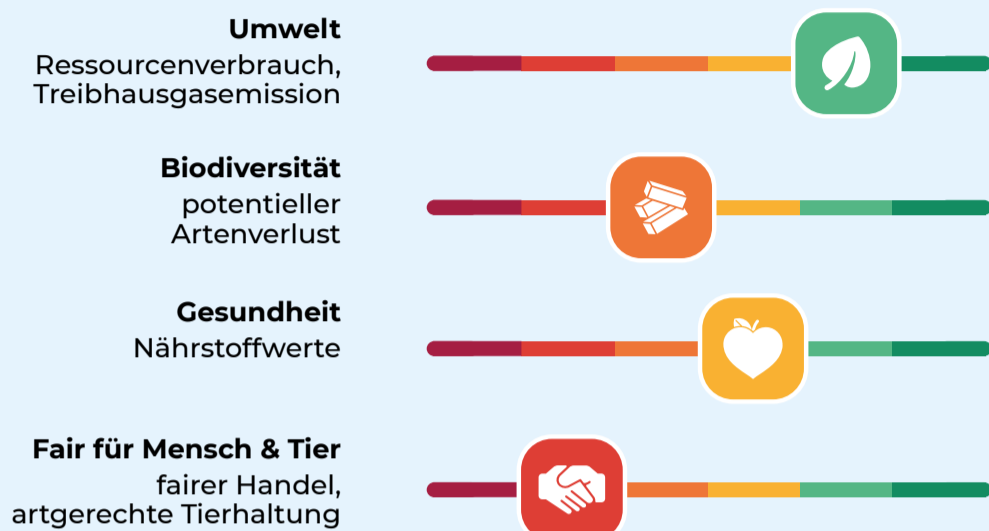 Umwelt
Ressourcenverbrauch,
Treibhausgasemission
Biodiversität
potentieller
Artenverlust
Gesundheit
Nährstoffwerte
Fair für Mensch & Tier
fairer Handel,
artgerechte Tierhaltung